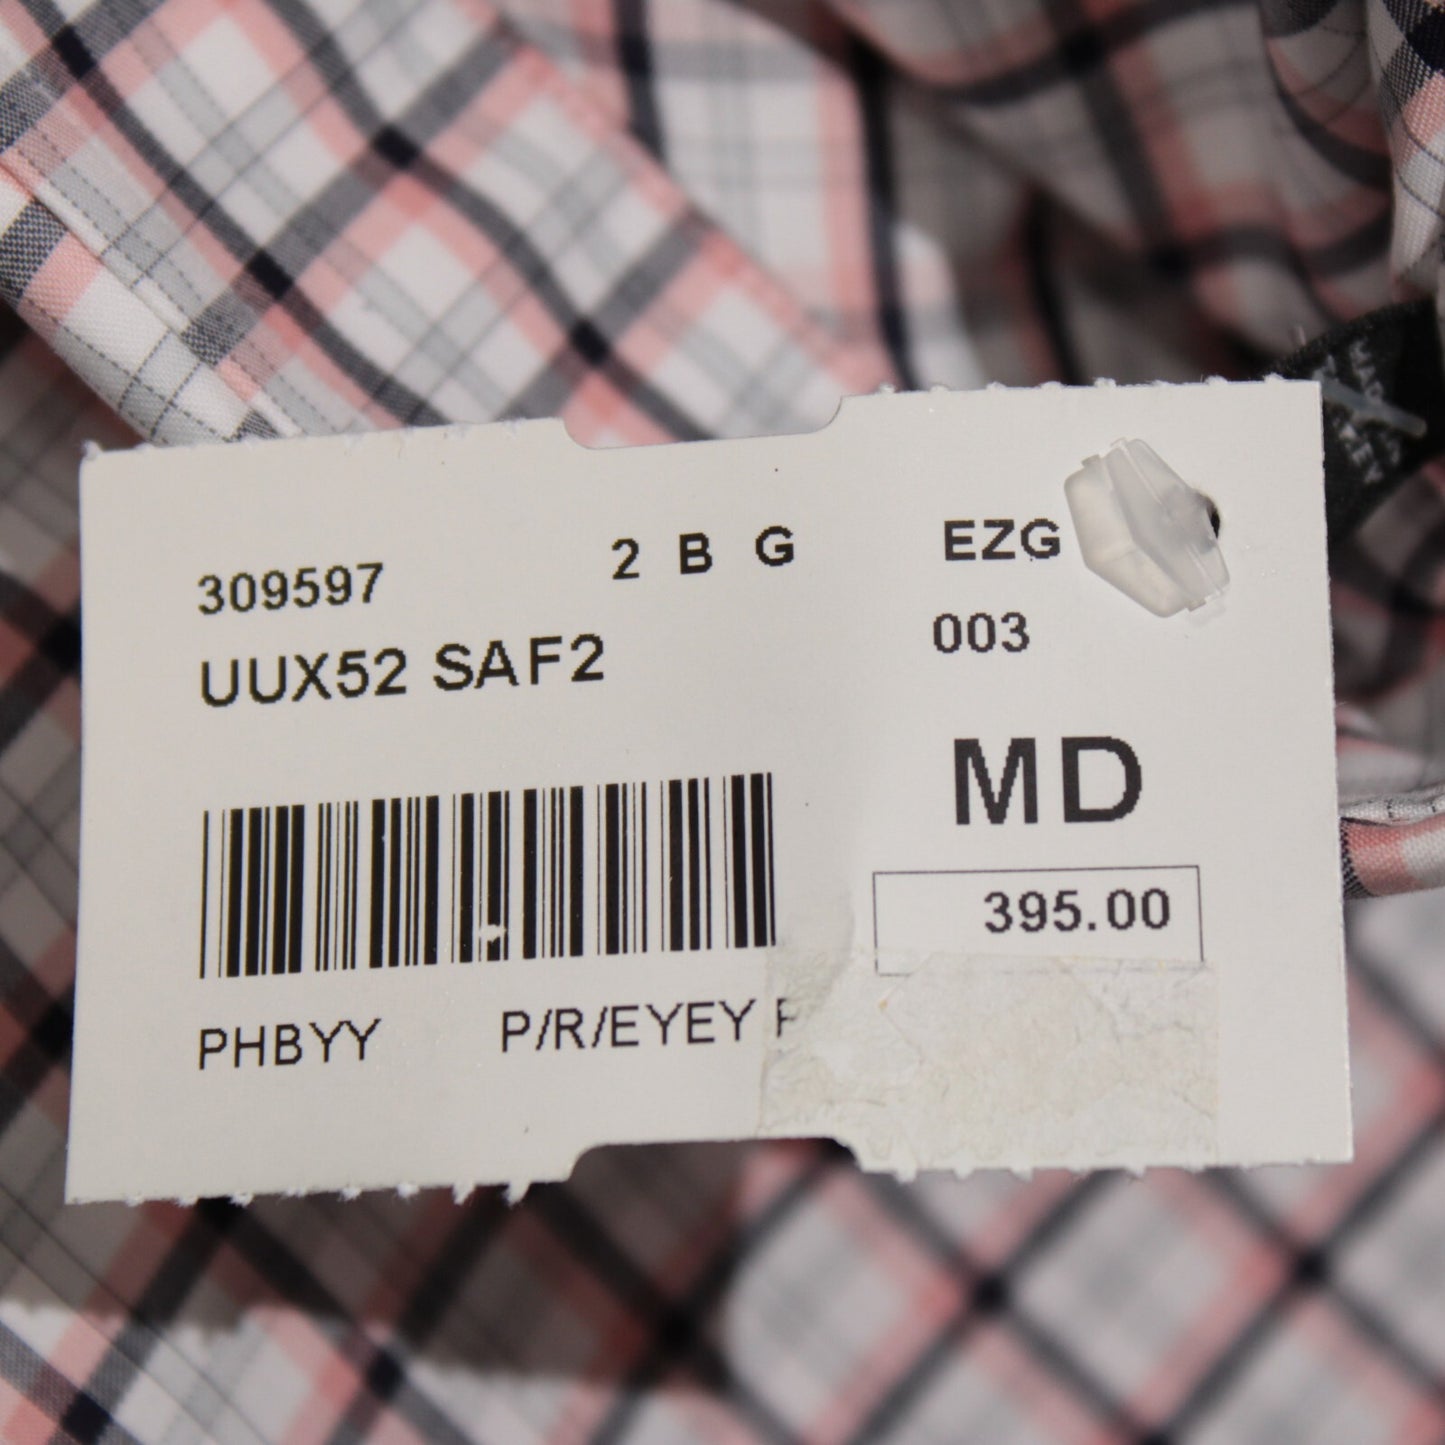 309597 2 B G EZG
UUX52 SAF2 003
MD
395.00
PHBYY P/R/EYEY